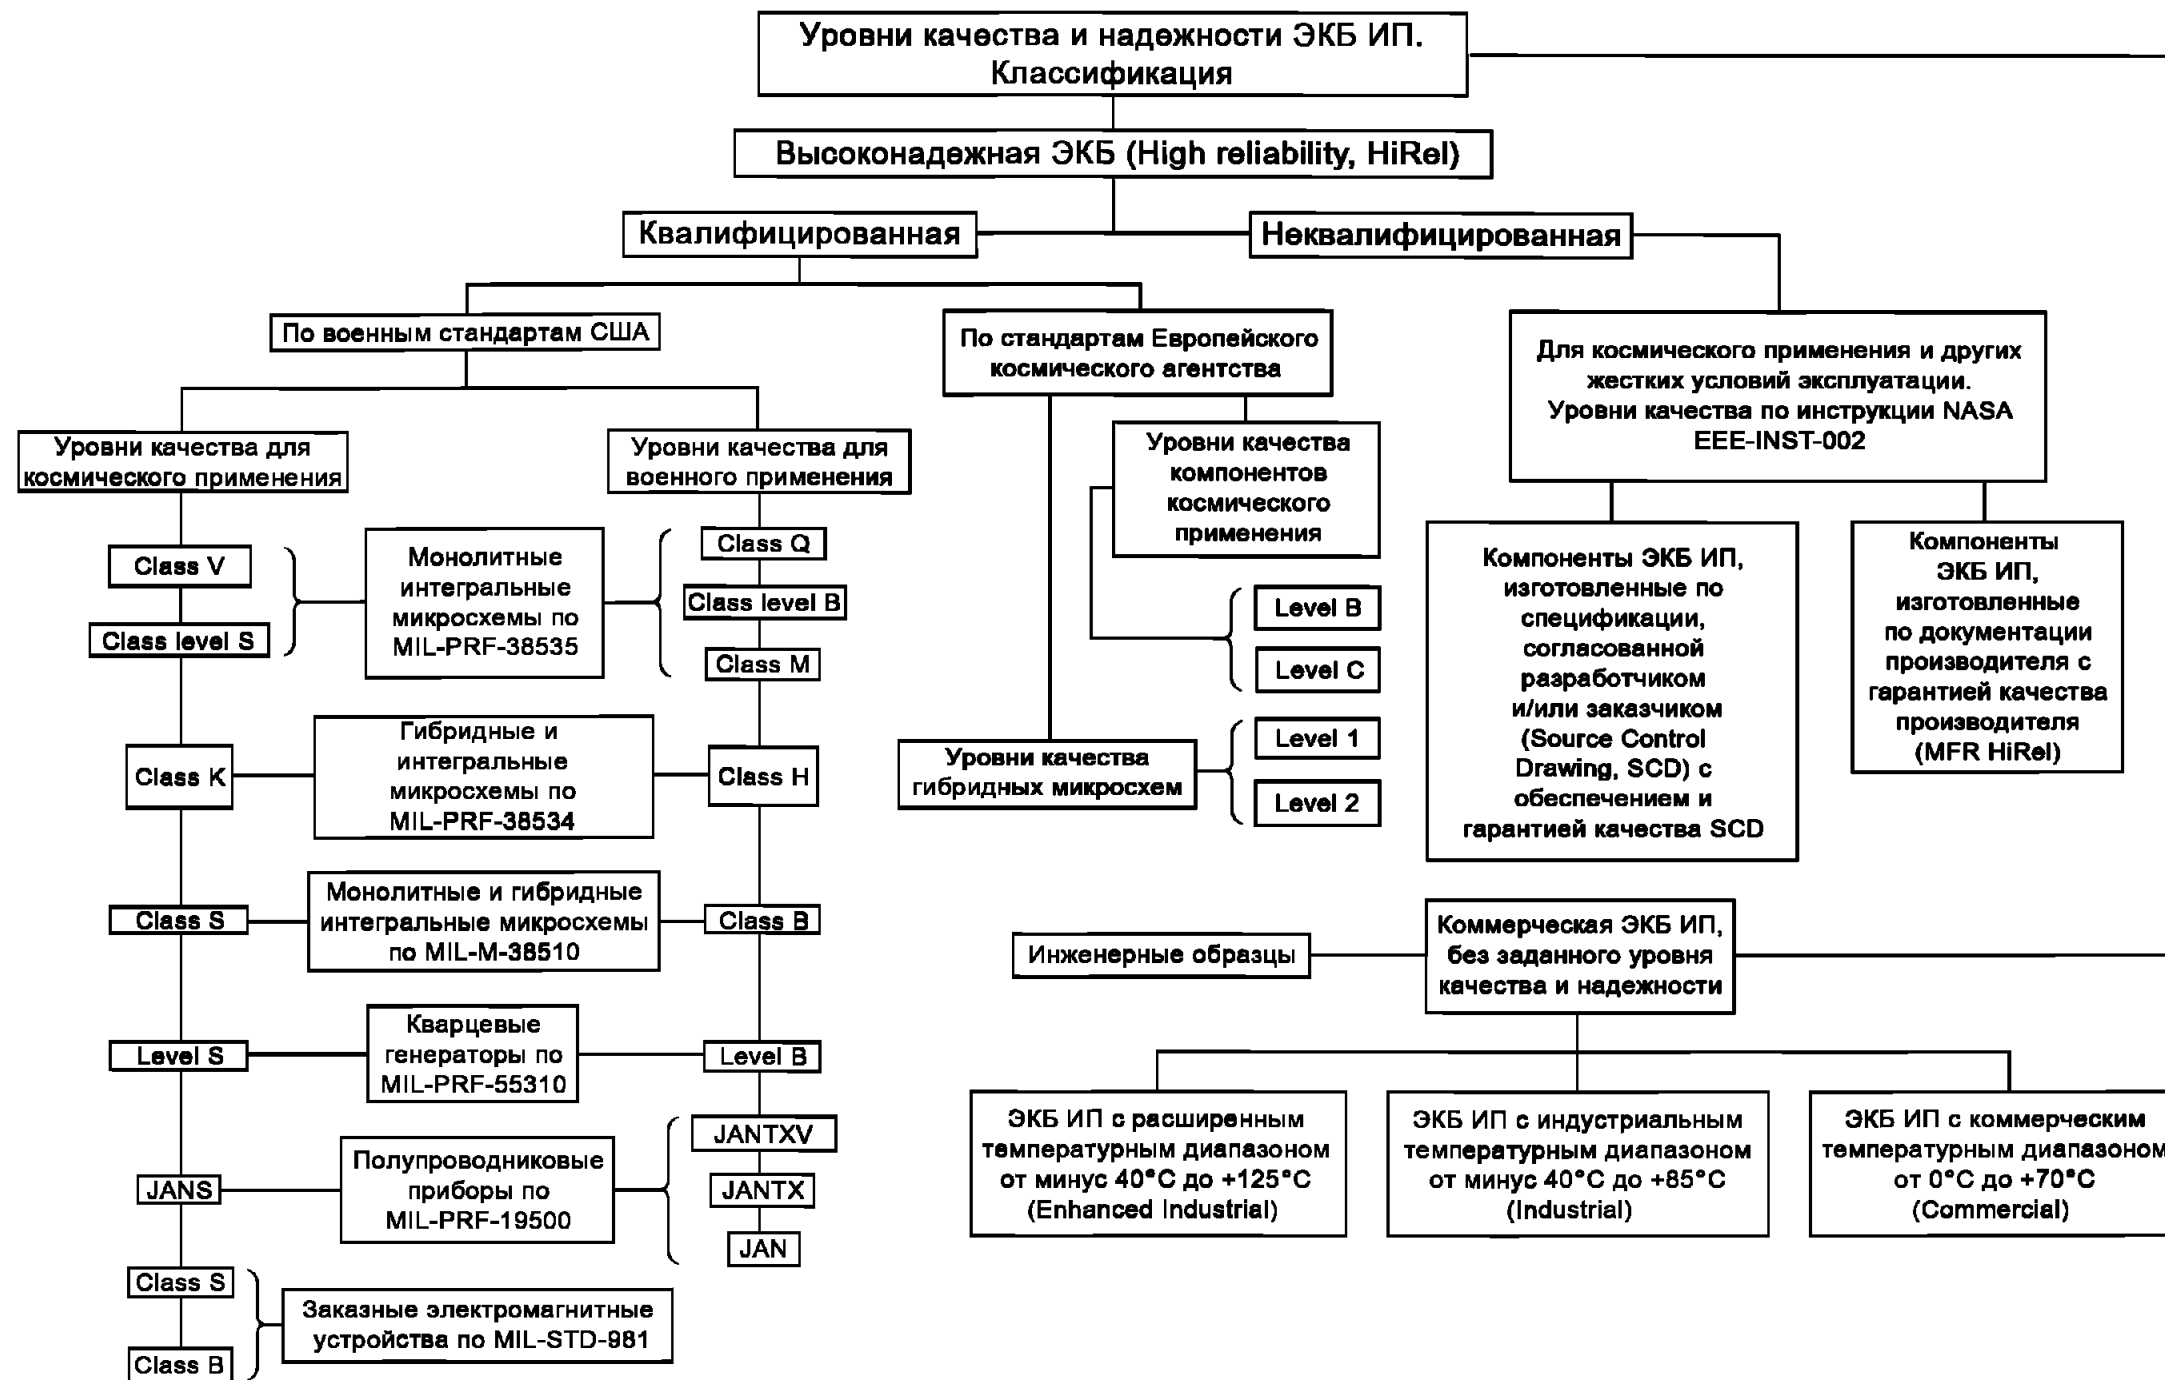 Уровни качества и надежности ЭКБ ИП.
Классификация
Высоконадежная ЭКБ (High reliability, HiRel)
Квалифицированная
Неквалифицированная
По военным стандартам США
По стандартам Европейского
космического агентства
Для космического применения и других
жестких условий эксплуатации.
Уровни качества по инструкции NASA
EEE-INST-002
Уровни качества для
космического применения
Уровни качества для
военного применения
Уровни качества
компонентов
космического
применения
Class V
Class level S
Монолитные
интегральные
микросхемы по
MIL-PRF-38535
Class Q
Class level B
Class M
Level B
Level C
Компоненты ЭКБ ИП,
изготовленные по
спецификации,
согласованной
разработчиком
и/или заказчиком
(Source Control
Drawing, SCD) с
обеспечением и
гарантией качества SCD
Компоненты
ЭКБ ИП,
изготовленные
по документации
производителя с
гарантией качества
производителя
(MFR HiRel)
Class K
Гибридные и
интегральные
микросхемы по
MIL-PRF-38534
Class H
Уровни качества
гибридных микросхем
Level 1
Level 2
Class S
Монолитные и гибридные
интегральные микросхемы
по MIL-M-38510
Class B
Инженерные образцы
Коммерческая ЭКБ ИП,
без заданного уровня
качества и надежности
Level S
Кварцевые
генераторы по
MIL-PRF-55310
Level B
JANS
Полупроводниковые
приборы по
MIL-PRF-19500
JANTXV
JANTX
JAN
ЭКБ ИП с расширенным
температурным диапазоном
от минус 40°C до +125°C
(Enhanced Industrial)
ЭКБ ИП с индустриальным
температурным диапазоном
от минус 40°C до +85°C
(Industrial)
ЭКБ ИП с коммерческим
температурным диапазоном
от 0°C до +70°C
(Commercial)
Class S
Class B
Заказные электромагнитные
устройства по MIL-STD-981